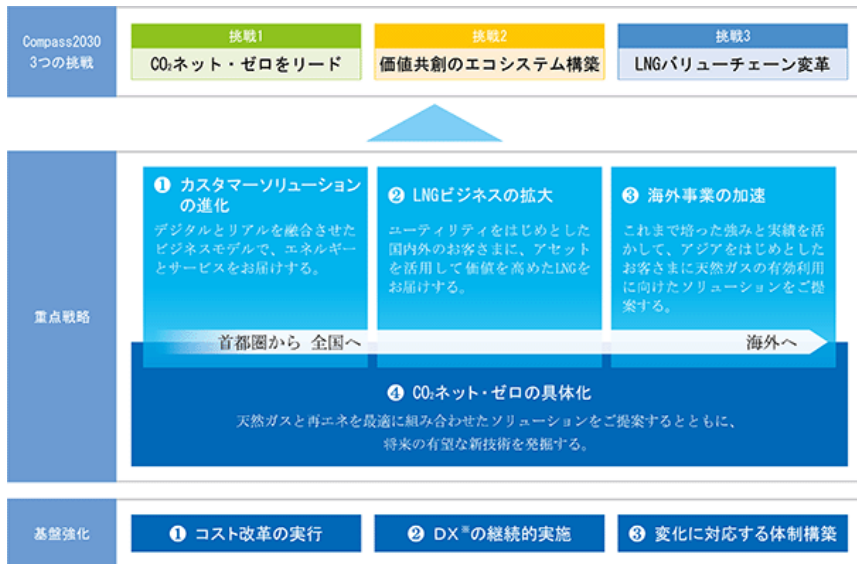 Compass2030
3つの挑戦
挑戦1
CO₂ネット・ゼロをリード
挑戦2
価値共創のエコシステム構築
挑戦3
LNGバリューチェーン変革
重点戦略
❶ カスタマーソリューション
の進化
デジタルとリアルを融合させた
ビジネスモデルで、エネルギー
とサービスをお届けする。
❷ LNGビジネスの拡大
ユーティリティをはじめとした
国内外のお客さまに、アセット
を活用して価値を高めたLNGを
お届けする。
❸ 海外事業の加速
これまで培った強みと実績を活
かして、アジアをはじめとした
お客さまに天然ガスの有効利用
に向けたソリューションをご提
案する。
首都圏から 全国へ
海外へ
❹ CO₂ネット・ゼロの具体化
天然ガスと再エネを最適に組み合わせたソリューションをご提案するとともに、
将来の有望な新技術を発掘する。
基盤強化
❶ コスト改革の実行
❷ DX※の継続的実施
❸ 変化に対応する体制構築